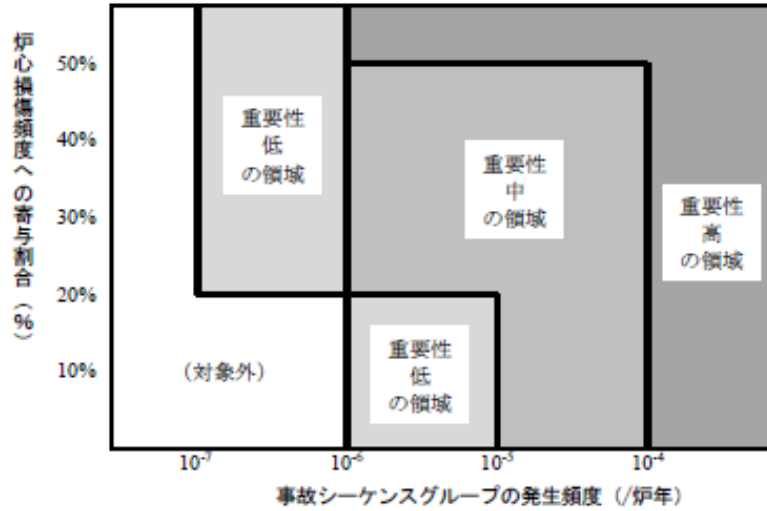 炉心損傷頻度への寄与割合（%）
50%
40%
30%
20%
10%
重要性
低
の領域
重要性
中
の領域
重要性
高
の領域
（対象外）
重要性
低
の領域
10⁻⁷
10⁻⁶
10⁻⁵
10⁻⁴
事故シーケンスグループの発生頻度（/炉年）